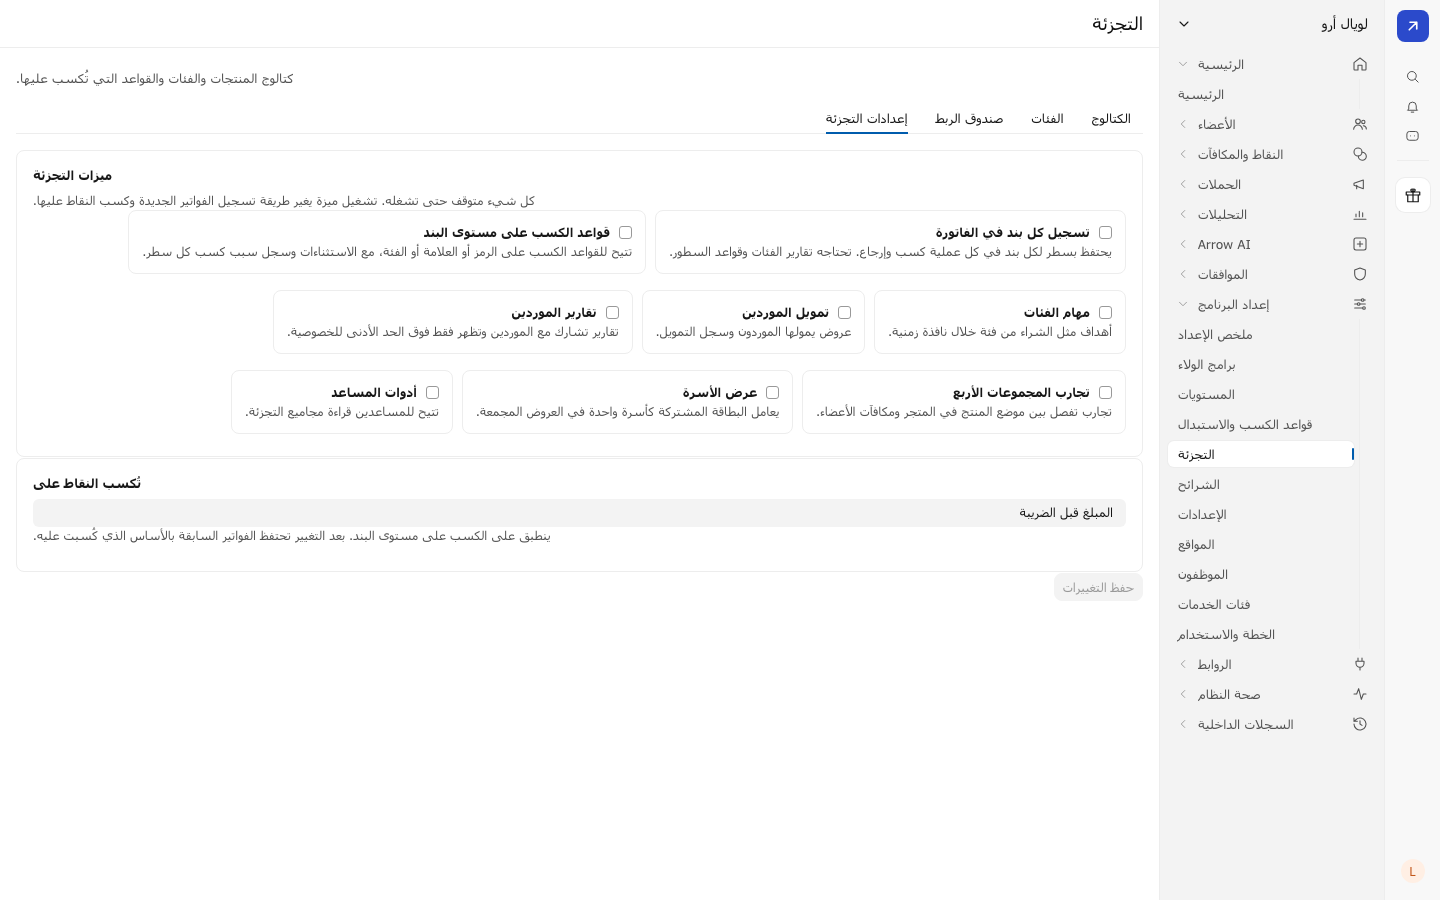 لويال أرو
الرئيسية
الرئيسية
الأعضاء
النقاط والمكافآت
الحملات
التحليلات
Arrow AI
الموافقات
إعداد البرنامج
ملخص الإعداد
برامج الولاء
المستويات
قواعد الكسب والاستبدال
التجزئة
الشرائح
الإعدادات
المواقع
الموظفون
فئات الخدمات
الخطة والاستخدام
الروابط
صحة النظام
السجلات الداخلية
L
التجزئة
كتالوج المنتجات والفئات والقواعد التي تُكسب عليها.
الكتالوج
الفئات
صندوق الربط
إعدادات التجزئة
ميزات التجزئة
كل شيء متوقف حتى تشغله. تشغيل ميزة يغير طريقة تسجيل الفواتير الجديدة وكسب النقاط عليها.
تسجيل كل بند في الفاتورة
يحتفظ بسطر لكل بند في كل عملية كسب وإرجاع. تحتاجه تقارير الفئات وقواعد السطور.
قواعد الكسب على مستوى البند
تتيح للقواعد الكسب على الرمز أو العلامة أو الفئة، مع الاستثناءات وسجل سبب كسب كل سطر.
مهام الفئات
أهداف مثل الشراء من فئة خلال نافذة زمنية.
تمويل الموردين
عروض يمولها الموردون وسجل التمويل.
تقارير الموردين
تقارير تشارك مع الموردين وتظهر فقط فوق الحد الأدنى للخصوصية.
تجارب المجموعات الأربع
تجارب تفصل بين موضع المنتج في المتجر ومكافآت الأعضاء.
عرض الأسرة
يعامل البطاقة المشتركة كأسرة واحدة في العروض المجمعة.
أدوات المساعد
تتيح للمساعدين قراءة مجاميع التجزئة.
تُكسب النقاط على
المبلغ قبل الضريبة
ينطبق على الكسب على مستوى البند. بعد التغيير تحتفظ الفواتير السابقة بالأساس الذي كُسبت عليه.
حفظ التغييرات